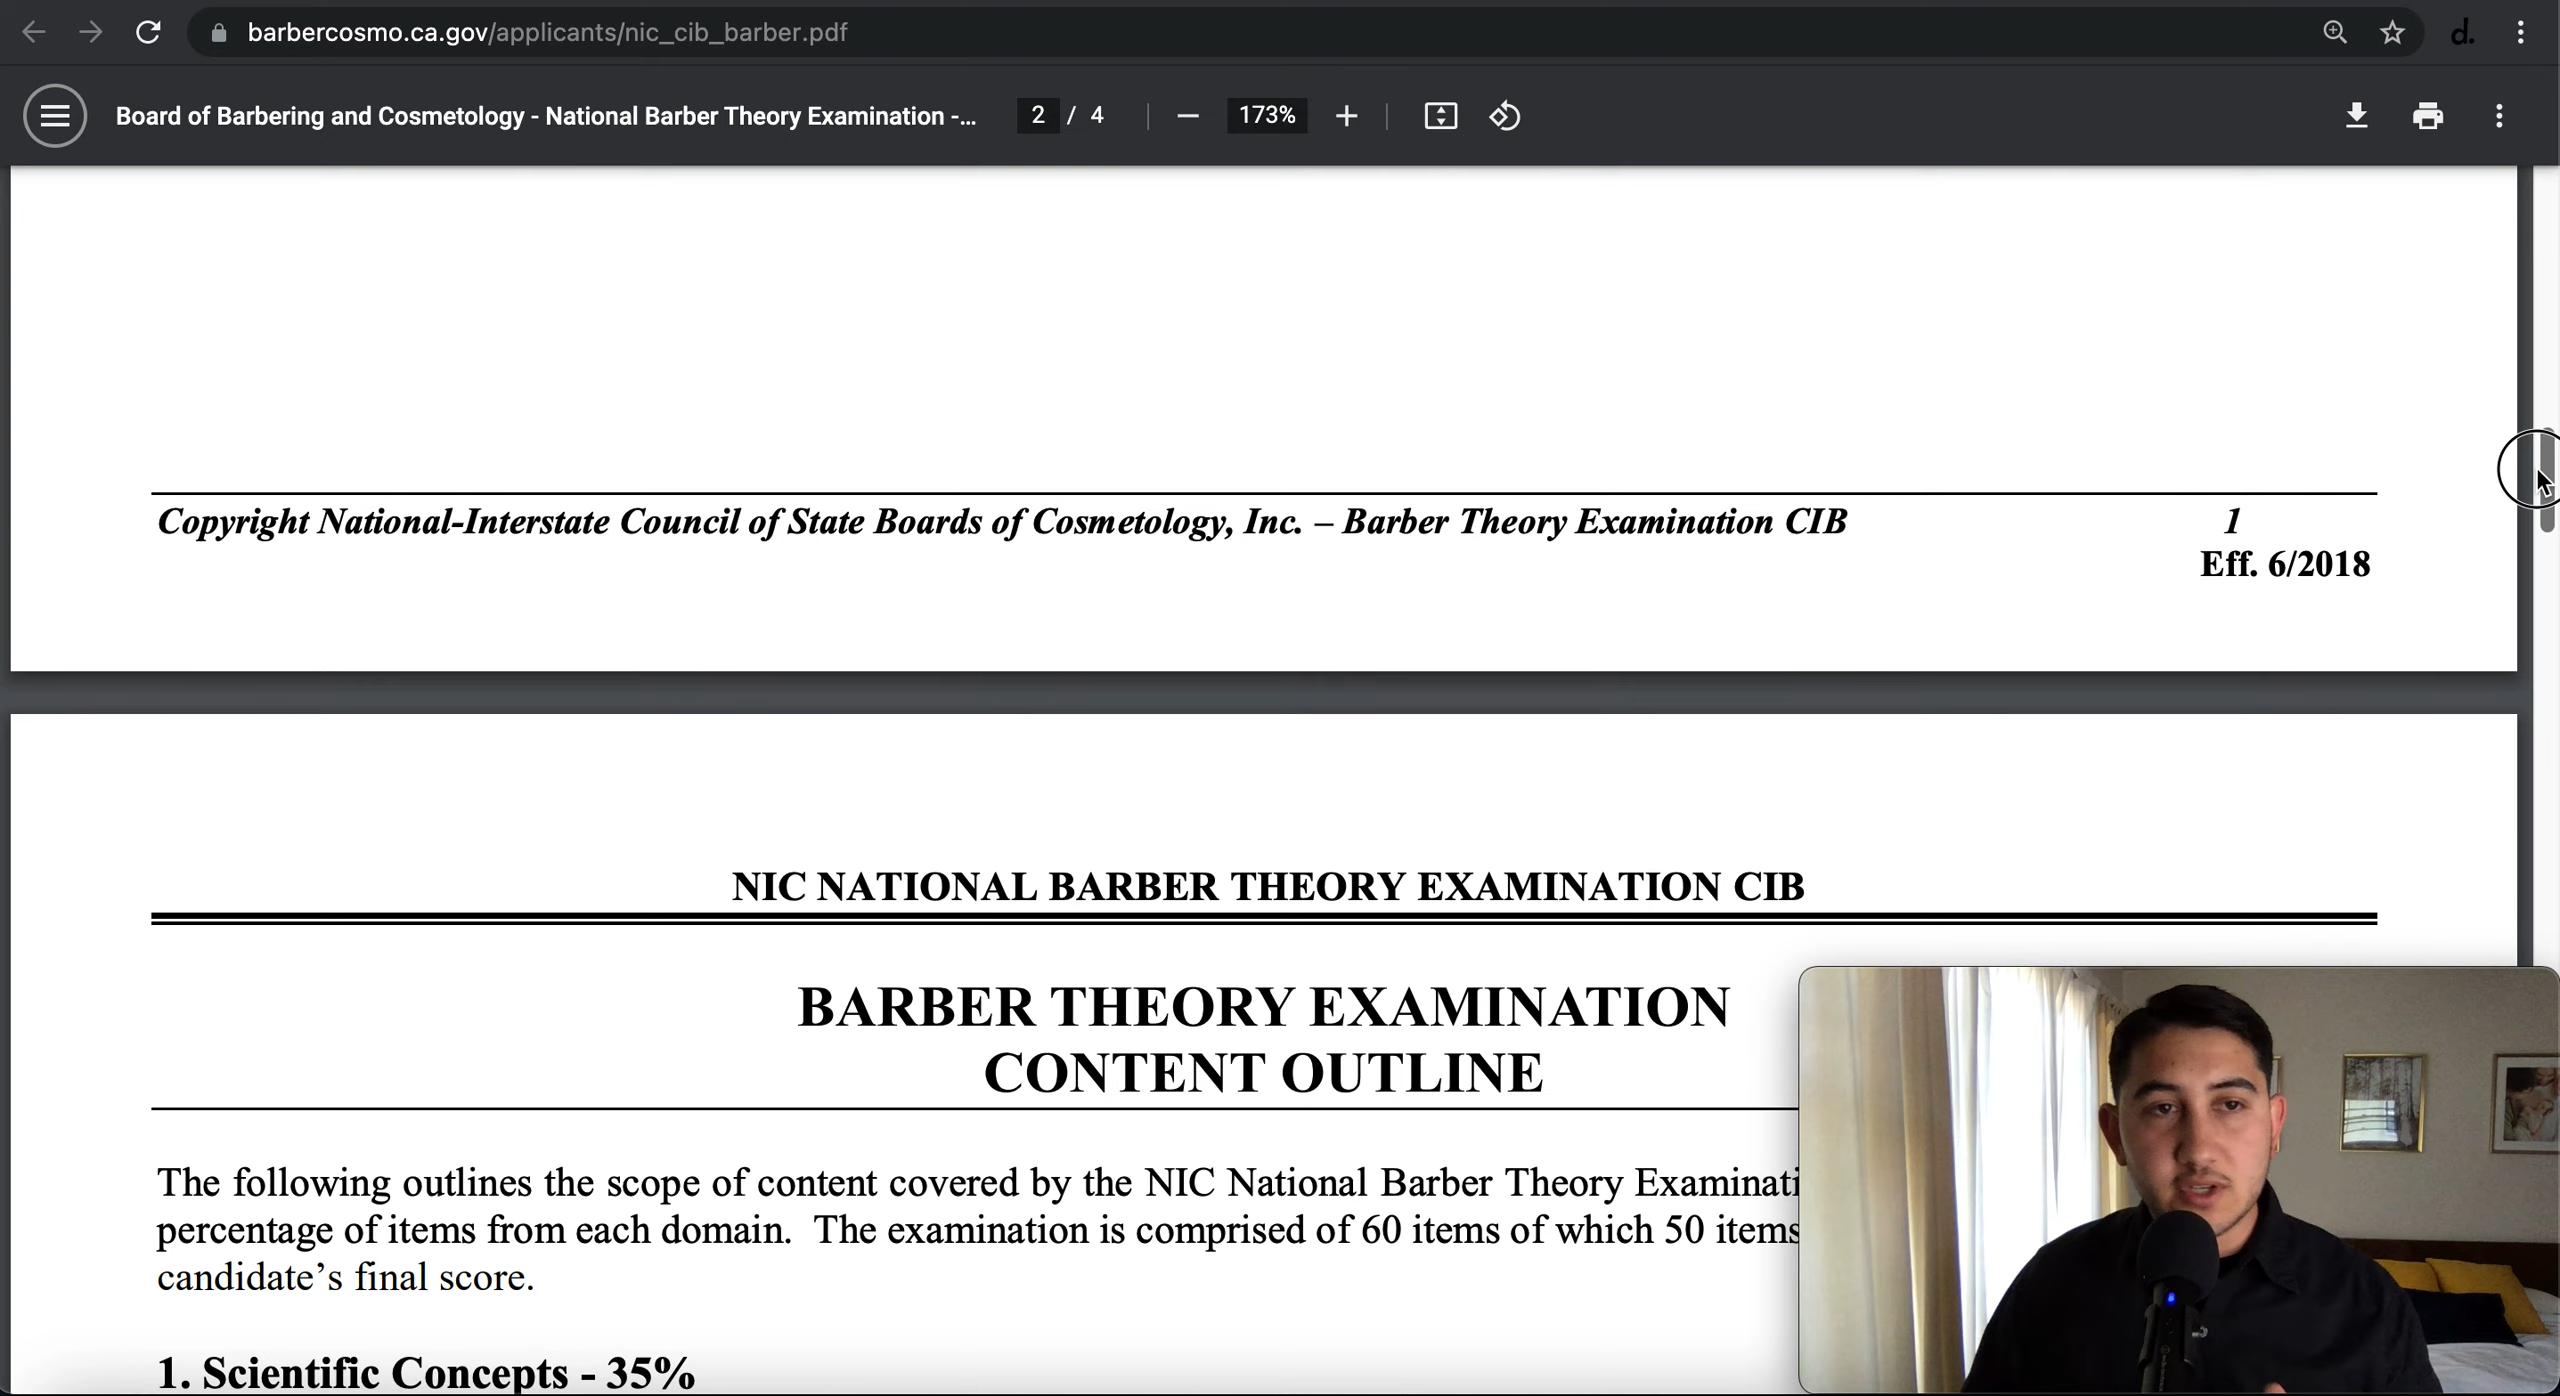 barbercosmo.ca.gov/applicants/nic_cib_barber.pdf
d.
Board of Barbering and Cosmetology - National Barber Theory Examination -...
2 / 4
173%
Copyright National-Interstate Council of State Boards of Cosmetology, Inc. – Barber Theory Examination CIB 1
Eff. 6/2018
NIC NATIONAL BARBER THEORY EXAMINATION CIB
BARBER THEORY EXAMINATION
CONTENT OUTLINE
The following outlines the scope of content covered by the NIC National Barber Theory Examinati
percentage of items from each domain. The examination is comprised of 60 items of which 50 items
candidate’s final score.
1. Scientific Concepts - 35%